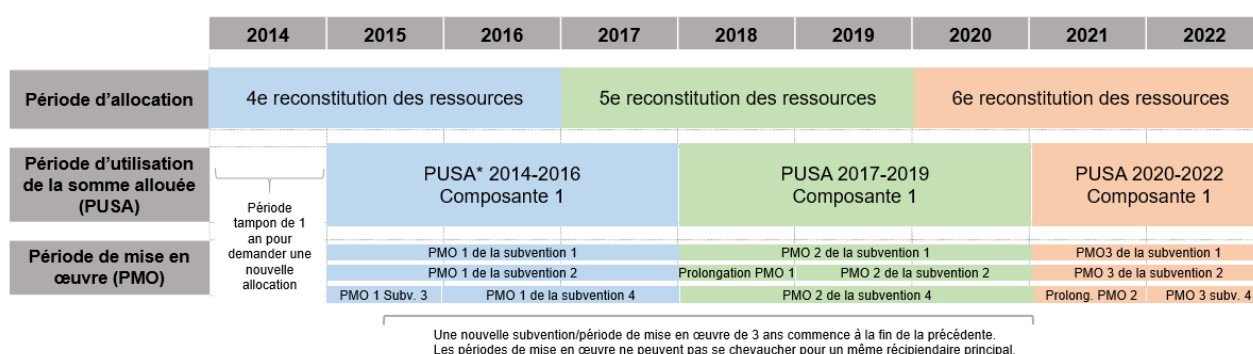 2014 2015 2016 2017 2018 2019 2020 2021 2022
Période d'allocation
4e reconstitution des ressources
5e reconstitution des ressources
6e reconstitution des ressources
Période d'utilisation
de la somme allouée
(PUSA)
Période
tampon de 1
an pour
demander une
nouvelle
allocation
PUSA* 2014-2016
Composante 1
PUSA 2017-2019
Composante 1
PUSA 2020-2022
Composante 1
Période de mise en
œuvre (PMO)
PMO 1 de la subvention 1
PMO 2 de la subvention 1
PMO3 de la subvention 1
PMO 1 de la subvention 2
Prolongation PMO 1
PMO 2 de la subvention 2
PMO 3 de la subvention 2
PMO 1 Subv. 3
PMO 1 de la subvention 4
PMO 2 de la subvention 4
Prolong. PMO 2
PMO 3 subv. 4
Une nouvelle subvention/période de mise en œuvre de 3 ans commence à la fin de la précédente.
Les périodes de mise en œuvre ne peuvent pas se chevaucher pour un même récipiendaire principal.